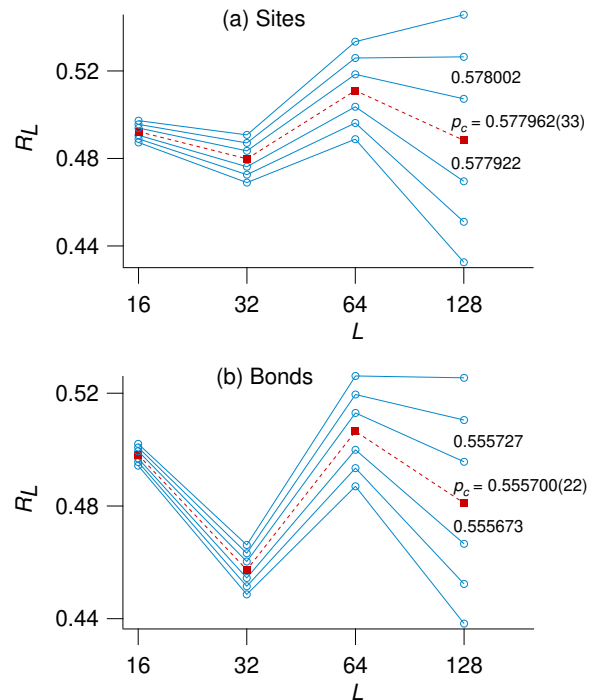 (a) Sites
0.52
0.578002
p_c = 0.577962(33)
R_L
0.48
0.577922
0.44
16 32 64 128
L
(b) Bonds
0.52
0.555727
p_c = 0.555700(22)
R_L
0.48
0.555673
0.44
16 32 64 128
L